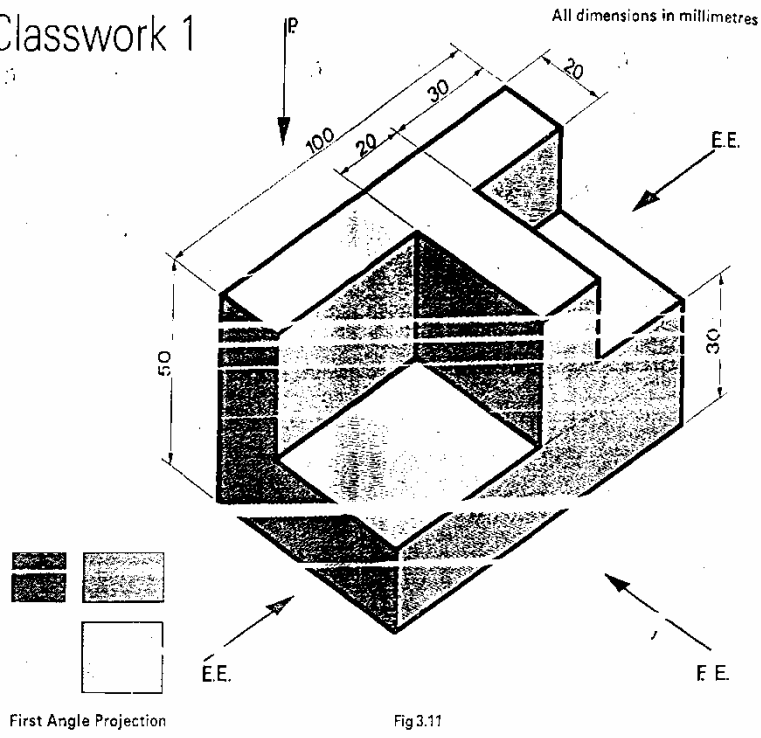 Classwork 1
All dimensions in millimetres
P.
20
30
100
20
E.E.
50
30
E.E.
F. E.
First Angle Projection
Fig 3.11